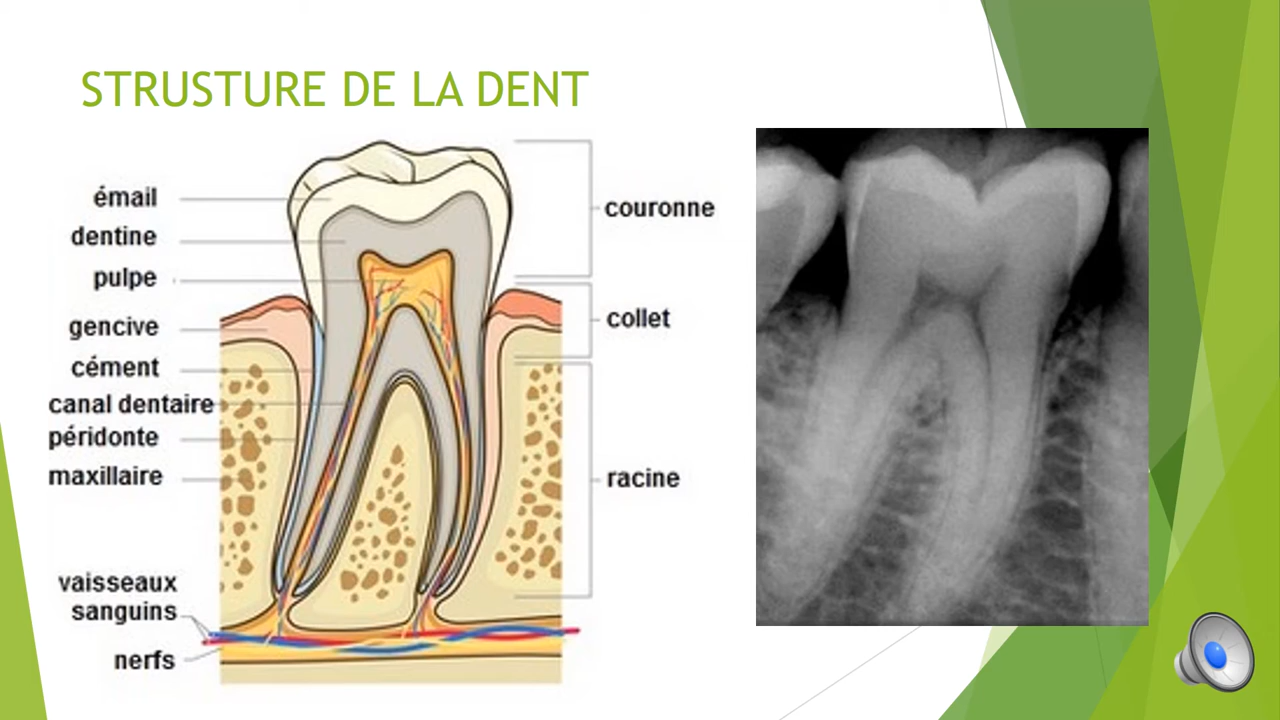 STRUSTURE DE LA DENT
émail
dentine
pulpe
gencive
cément
canal dentaire
péridonte
maxillaire
vaisseaux
sanguins
nerfs
couronne
collet
racine